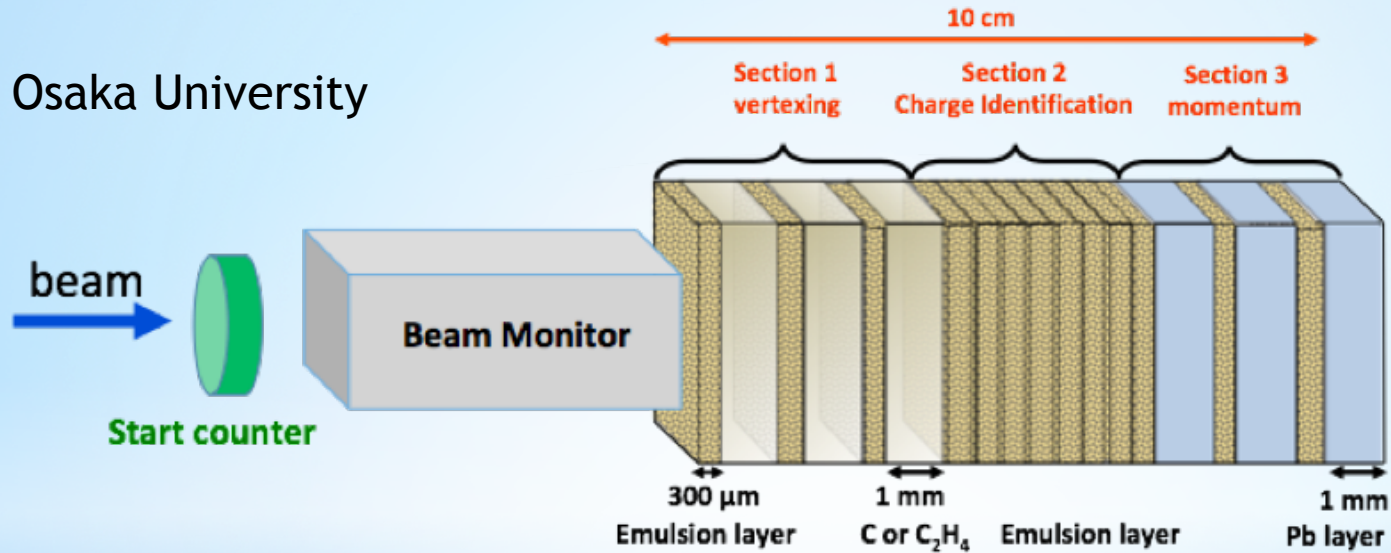 10 cm
Osaka University
Section 1
vertexing
Section 2
Charge Identification
Section 3
momentum
beam
Beam Monitor
Start counter
300 µm
Emulsion layer
1 mm
C or C₂H₄
Emulsion layer
1 mm
Pb layer